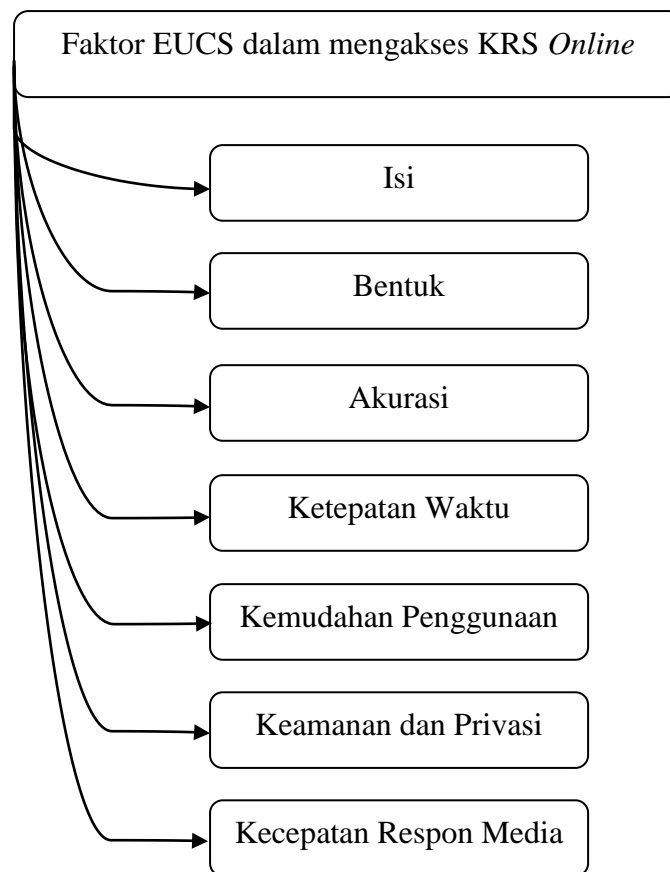 Faktor EUCS dalam mengakses KRS Online
Isi
Bentuk
Akurasi
Ketepatan Waktu
Kemudahan Penggunaan
Keamanan dan Privasi
Kecepatan Respon Media